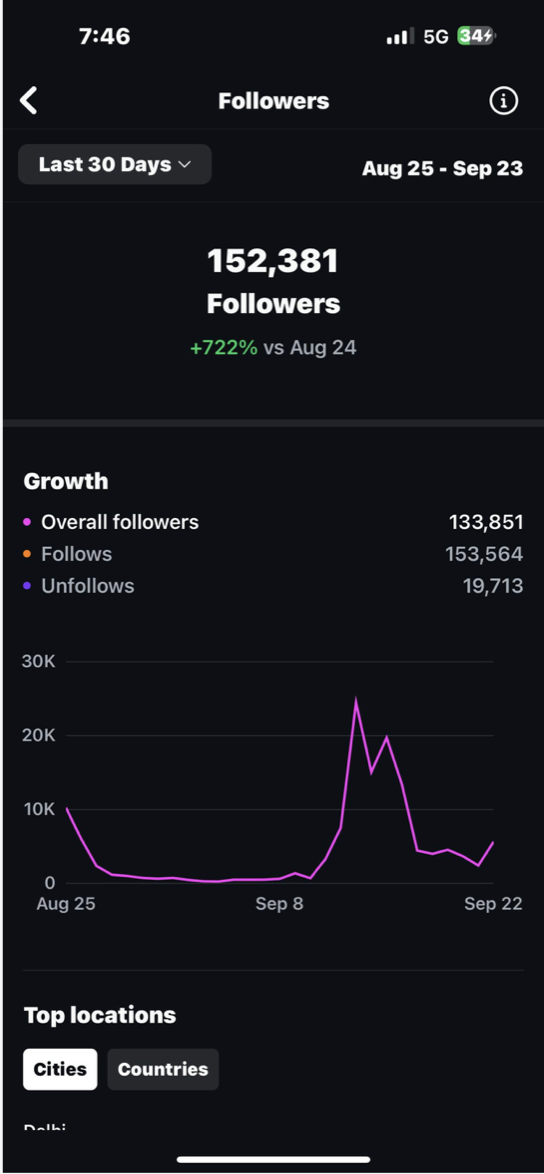 7:46 5G 34
Followers
Last 30 Days Aug 25 - Sep 23
152,381
Followers
+722% vs Aug 24
Growth
Overall followers 133,851
Follows 153,564
Unfollows 19,713
30K
20K
10K
0
Aug 25 Sep 8 Sep 22
Top locations
Cities Countries
Delhi